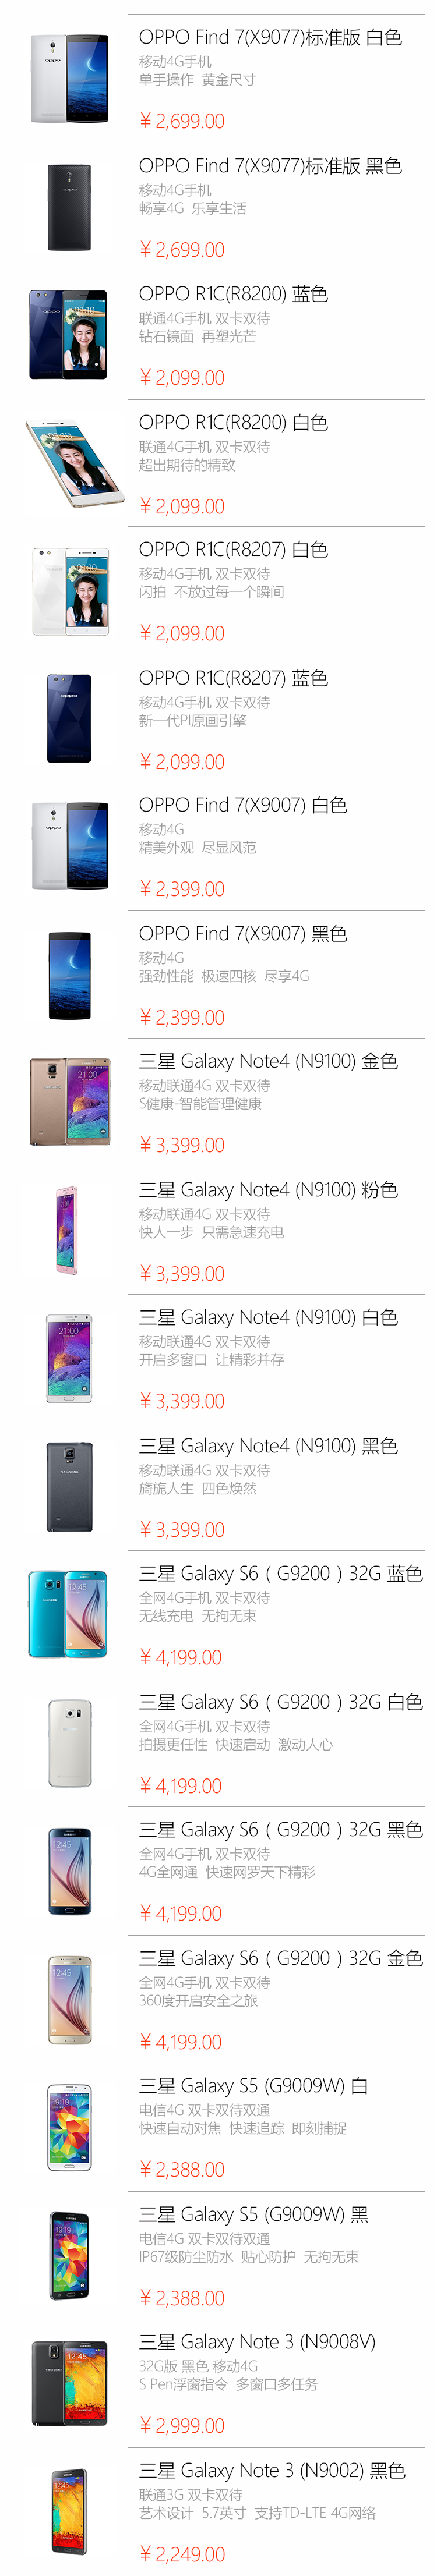 OPPO Find 7(X9077)标准版 白色
移动4G手机
单手操作 黄金尺寸
￥2,699.00
OPPO Find 7(X9077)标准版 黑色
移动4G手机
畅享4G 乐享生活
￥2,699.00
OPPO R1C(R8200) 蓝色
联通4G手机 双卡双待
钻石镜面 再塑光芒
￥2,099.00
OPPO R1C(R8200) 白色
联通4G手机 双卡双待
超出期待的精致
￥2,099.00
OPPO R1C(R8207) 白色
移动4G手机 双卡双待
闪拍 不放过每一个瞬间
￥2,099.00
OPPO R1C(R8207) 蓝色
移动4G手机 双卡双待
新一代PI原画引擎
￥2,099.00
OPPO Find 7(X9007) 白色
移动4G
精美外观 尽显风范
￥2,399.00
OPPO Find 7(X9007) 黑色
移动4G
强劲性能 极速四核 尽享4G
￥2,399.00
三星 Galaxy Note4 (N9100) 金色
移动联通4G 双卡双待
S健康-智能管理健康
￥3,399.00
三星 Galaxy Note4 (N9100) 粉色
移动联通4G 双卡双待
快人一步 只需急速充电
￥3,399.00
三星 Galaxy Note4 (N9100) 白色
移动联通4G 双卡双待
开启多窗口 让精彩并存
￥3,399.00
三星 Galaxy Note4 (N9100) 黑色
移动联通4G 双卡双待
旖旎人生 四色焕然
￥3,399.00
三星 Galaxy S6（G9200）32G 蓝色
全网4G手机 双卡双待
无线充电 无拘无束
￥4,199.00
三星 Galaxy S6（G9200）32G 白色
全网4G手机 双卡双待
拍摄更任性 快速启动 激动人心
￥4,199.00
三星 Galaxy S6（G9200）32G 黑色
全网4G手机 双卡双待
4G全网通 快速网罗天下精彩
￥4,199.00
三星 Galaxy S6（G9200）32G 金色
全网4G手机 双卡双待
360度开启安全之旅
￥4,199.00
三星 Galaxy S5 (G9009W) 白
电信4G 双卡双待双通
快速自动对焦 快速追踪 即刻捕捉
￥2,388.00
三星 Galaxy S5 (G9009W) 黑
电信4G 双卡双待双通
IP67级防尘防水 贴心防护 无拘无束
￥2,388.00
三星 Galaxy Note 3 (N9008V)
32G版 黑色 移动4G
S Pen浮窗指令 多窗口多任务
￥2,999.00
三星 Galaxy Note 3 (N9002) 黑色
联通3G 双卡双待
艺术设计 5.7英寸 支持TD-LTE 4G网络
￥2,249.00